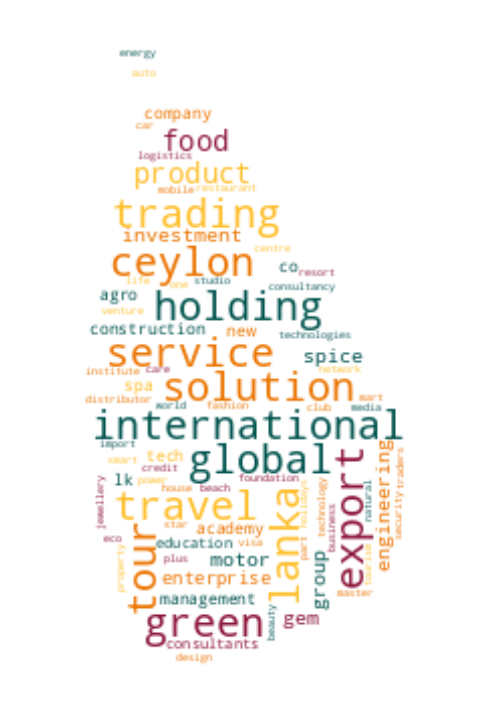 energy
auto
company
car
food
logistics
product
mobile restaurant
trading
investment
centre
ceylon
co resort
life one studio
consultancy
agro
holding
venture
construction new
technologies
service
spice
institute care
network
spa solution
distributor
mart
world fashion club media
international
import
smart tech
global
credit
lk power
foundation
house beach
jewellery
travel
lanka
holidays
technology
business
export
natural
engineering
traders
security
star academy
eco
education visa
part
tour
plus motor
property
enterprise
group
tourism
management
master
green
beauty
gem
consultants
design